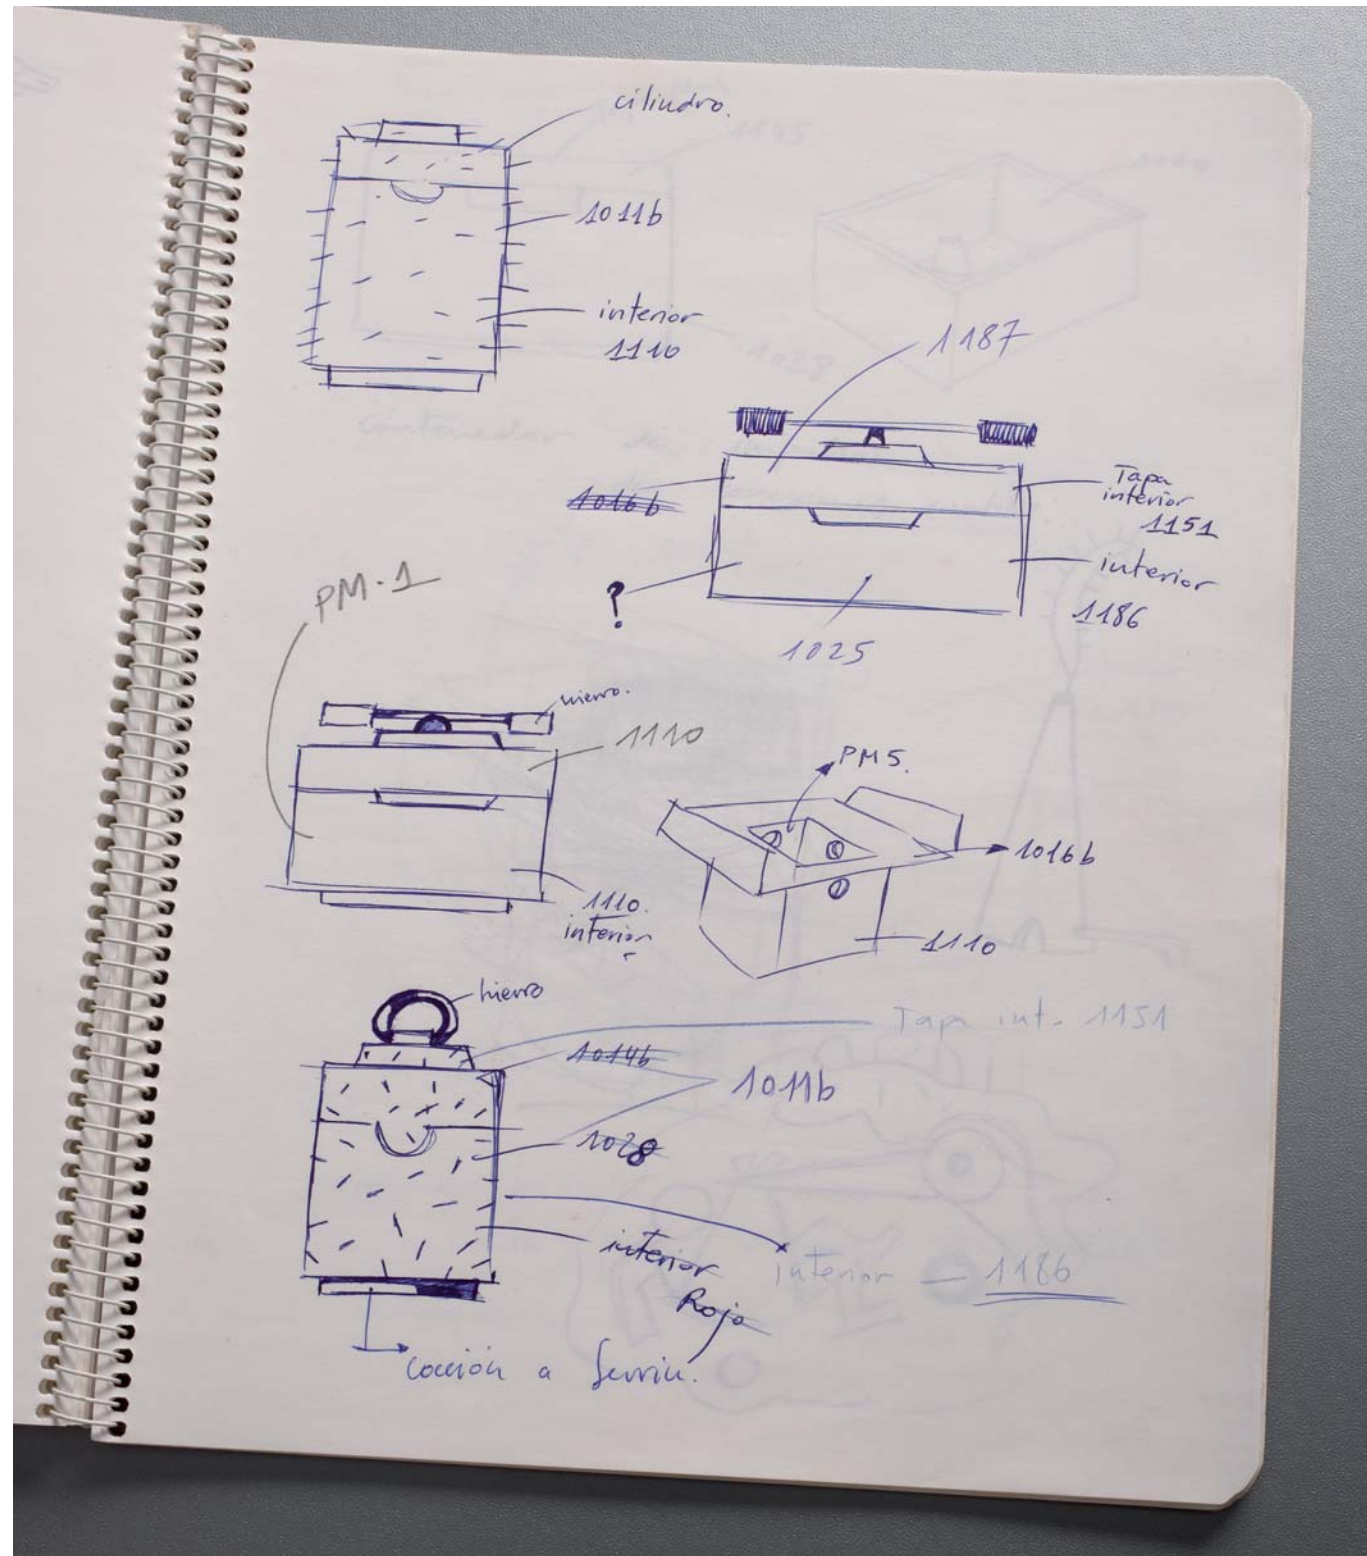 cilindro.
1011b
interior
1110
1187
1016b
Tapa
interior
1151
interior
1186
?
1025
PM-1
hierro.
1110
1110.
interior
PM5.
1016b
1110
hierro
Tapa int. 1151
1014b
1011b
1028
interior
Rojo
interior — 1186
cocción a